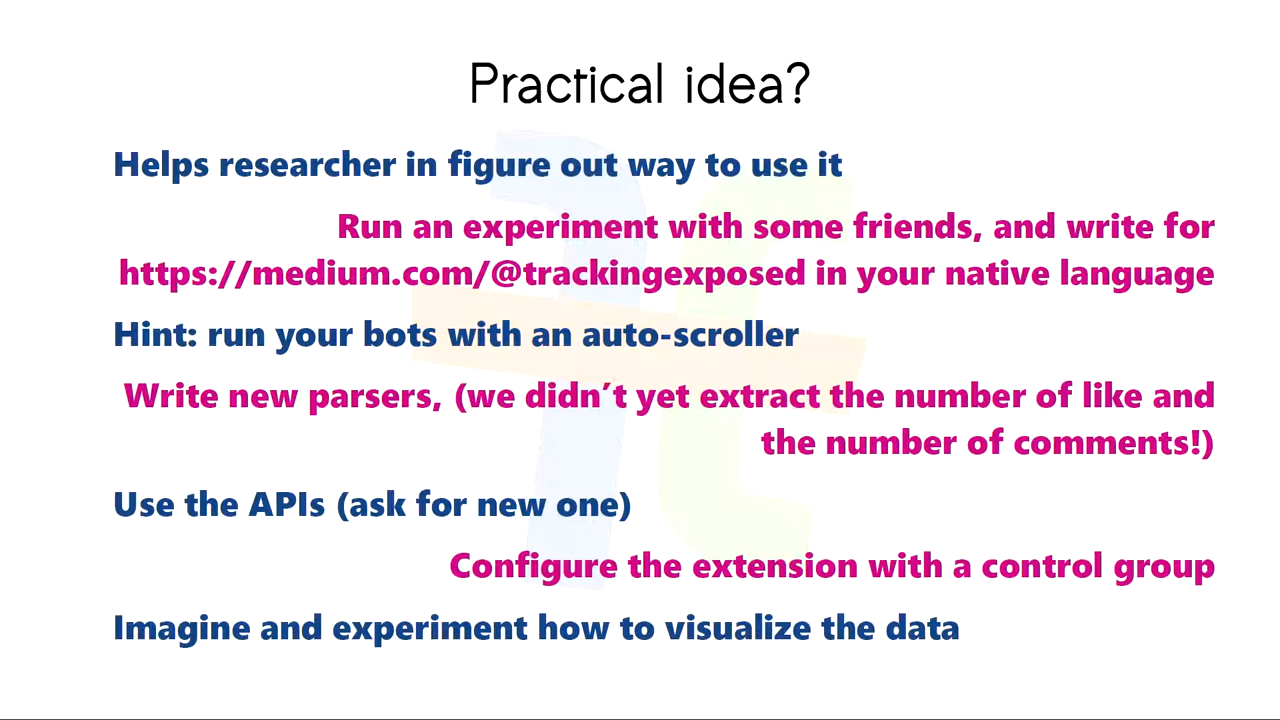 Practical idea?
Helps researcher in figure out way to use it
Run an experiment with some friends, and write for
https://medium.com/@trackingexposed in your native language
Hint: run your bots with an auto-scroller
Write new parsers, (we didn’t yet extract the number of like and
the number of comments!)
Use the APIs (ask for new one)
Configure the extension with a control group
Imagine and experiment how to visualize the data